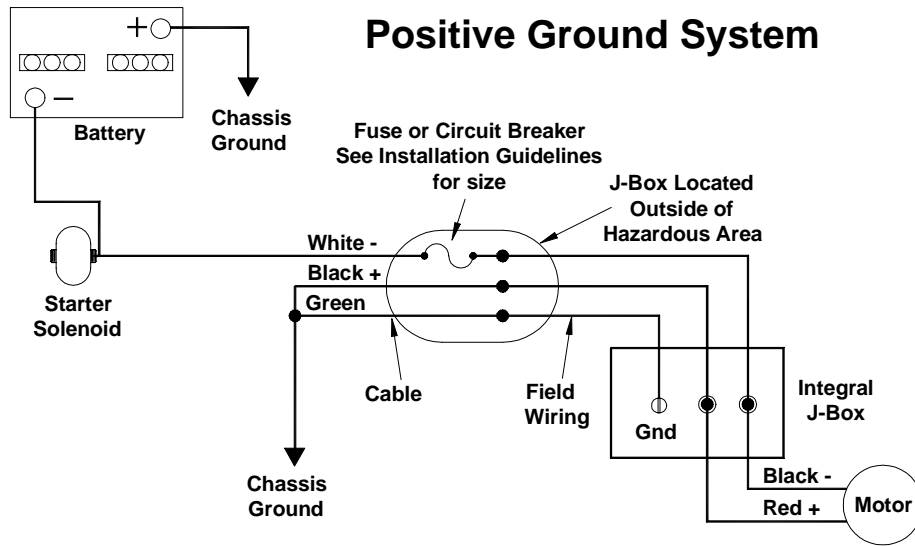 Positive Ground System
+
−
Battery
Chassis
Ground
Fuse or Circuit Breaker
See Installation Guidelines
for size
J-Box Located
Outside of
Hazardous Area
White -
Black +
Green
Starter
Solenoid
Cable
Field
Wiring
Integral
J-Box
Gnd
Chassis
Ground
Black -
Red +
Motor